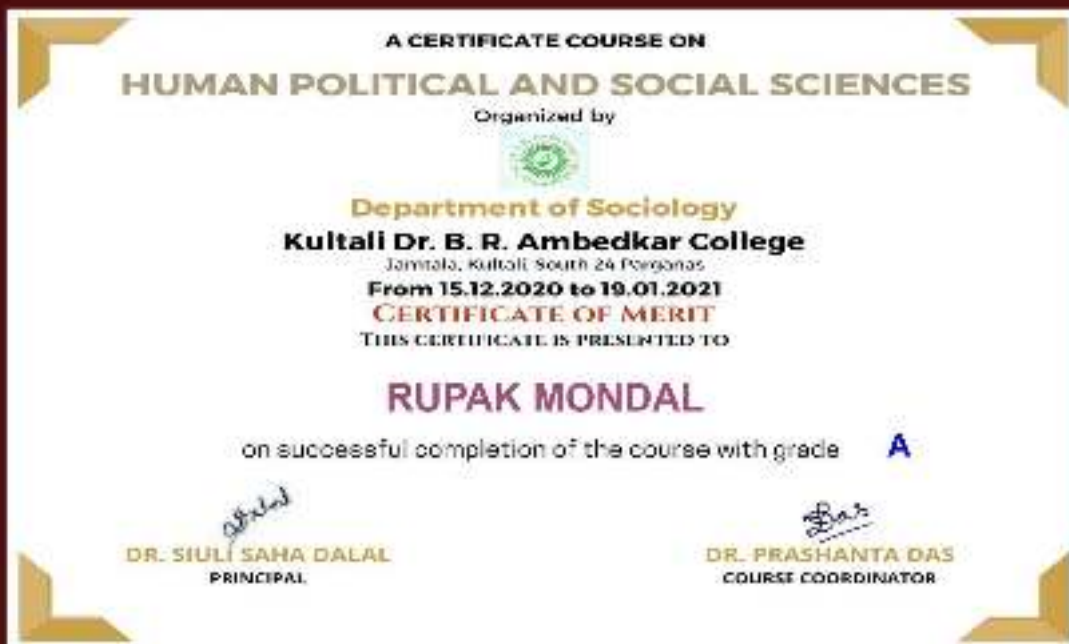 A CERTIFICATE COURSE ON
HUMAN POLITICAL AND SOCIAL SCIENCES
Organized by
Department of Sociology
Kultali Dr. B. R. Ambedkar College
Jamtala, Kultali, South 24 Parganas
From 15.12.2020 to 19.01.2021
CERTIFICATE OF MERIT
THIS CERTIFICATE IS PRESENTED TO
RUPAK MONDAL
on successful completion of the course with grade A
Das
DR. SIULI SAHA DALAL
DR. PRASHANTA DAS
PRINCIPAL
COURSE COORDINATOR